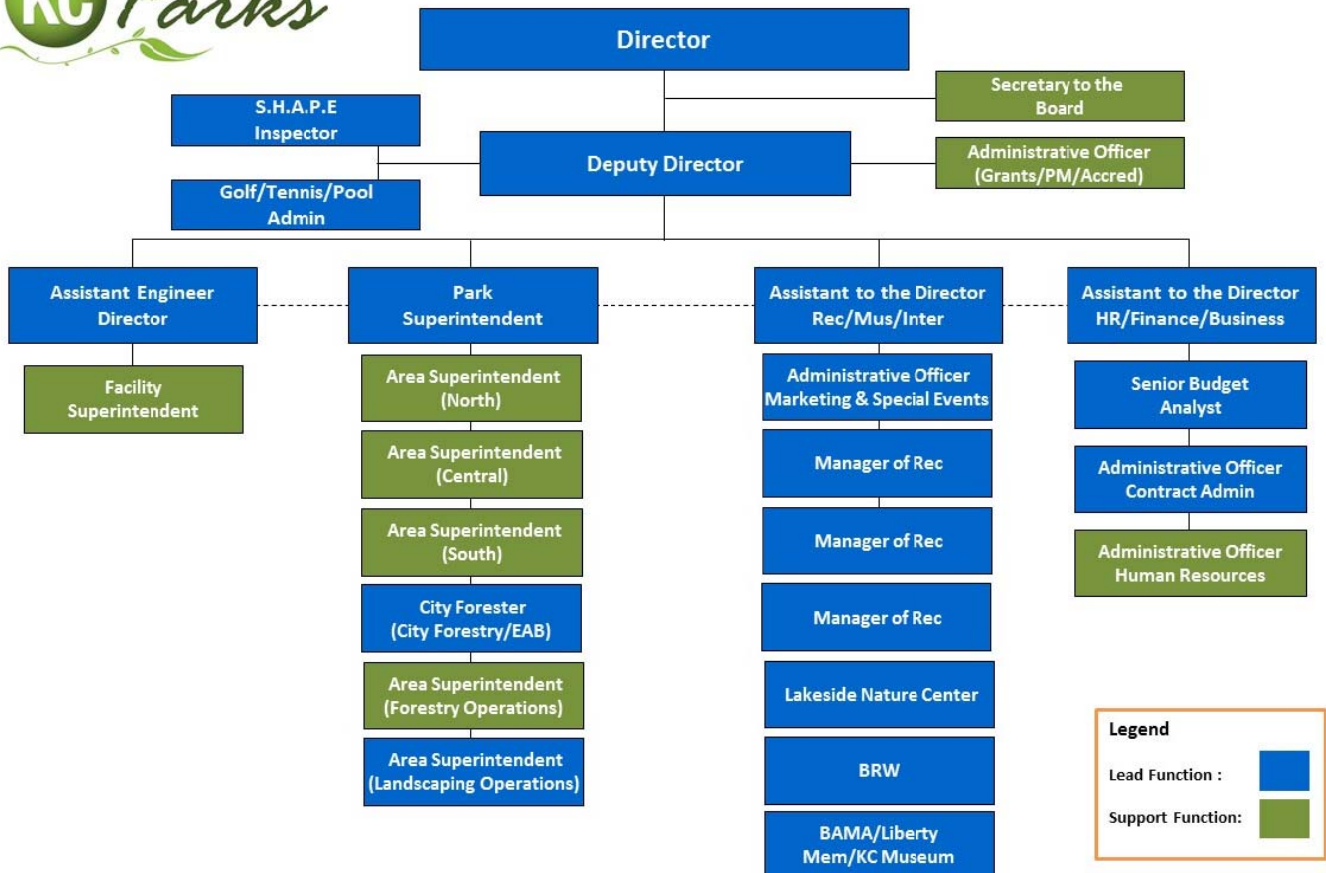 KC Parks
Director
Secretary to the
Board
S.H.A.P.E
Inspector
Deputy Director
Administrative Officer
(Grants/PM/Accred)
Golf/Tennis/Pool
Admin
Assistant Engineer
Director
Park
Superintendent
Assistant to the Director
Rec/Mus/Inter
Assistant to the Director
HR/Finance/Business
Facility
Superintendent
Area Superintendent
(North)
Area Superintendent
(Central)
Area Superintendent
(South)
City Forester
(City Forestry/EAB)
Area Superintendent
(Forestry Operations)
Area Superintendent
(Landscaping Operations)
Administrative Officer
Marketing & Special Events
Manager of Rec
Manager of Rec
Manager of Rec
Lakeside Nature Center
BRW
BAMA/Liberty
Mem/KC Museum
Senior Budget
Analyst
Administrative Officer
Contract Admin
Administrative Officer
Human Resources
Legend
Lead Function :
Support Function: